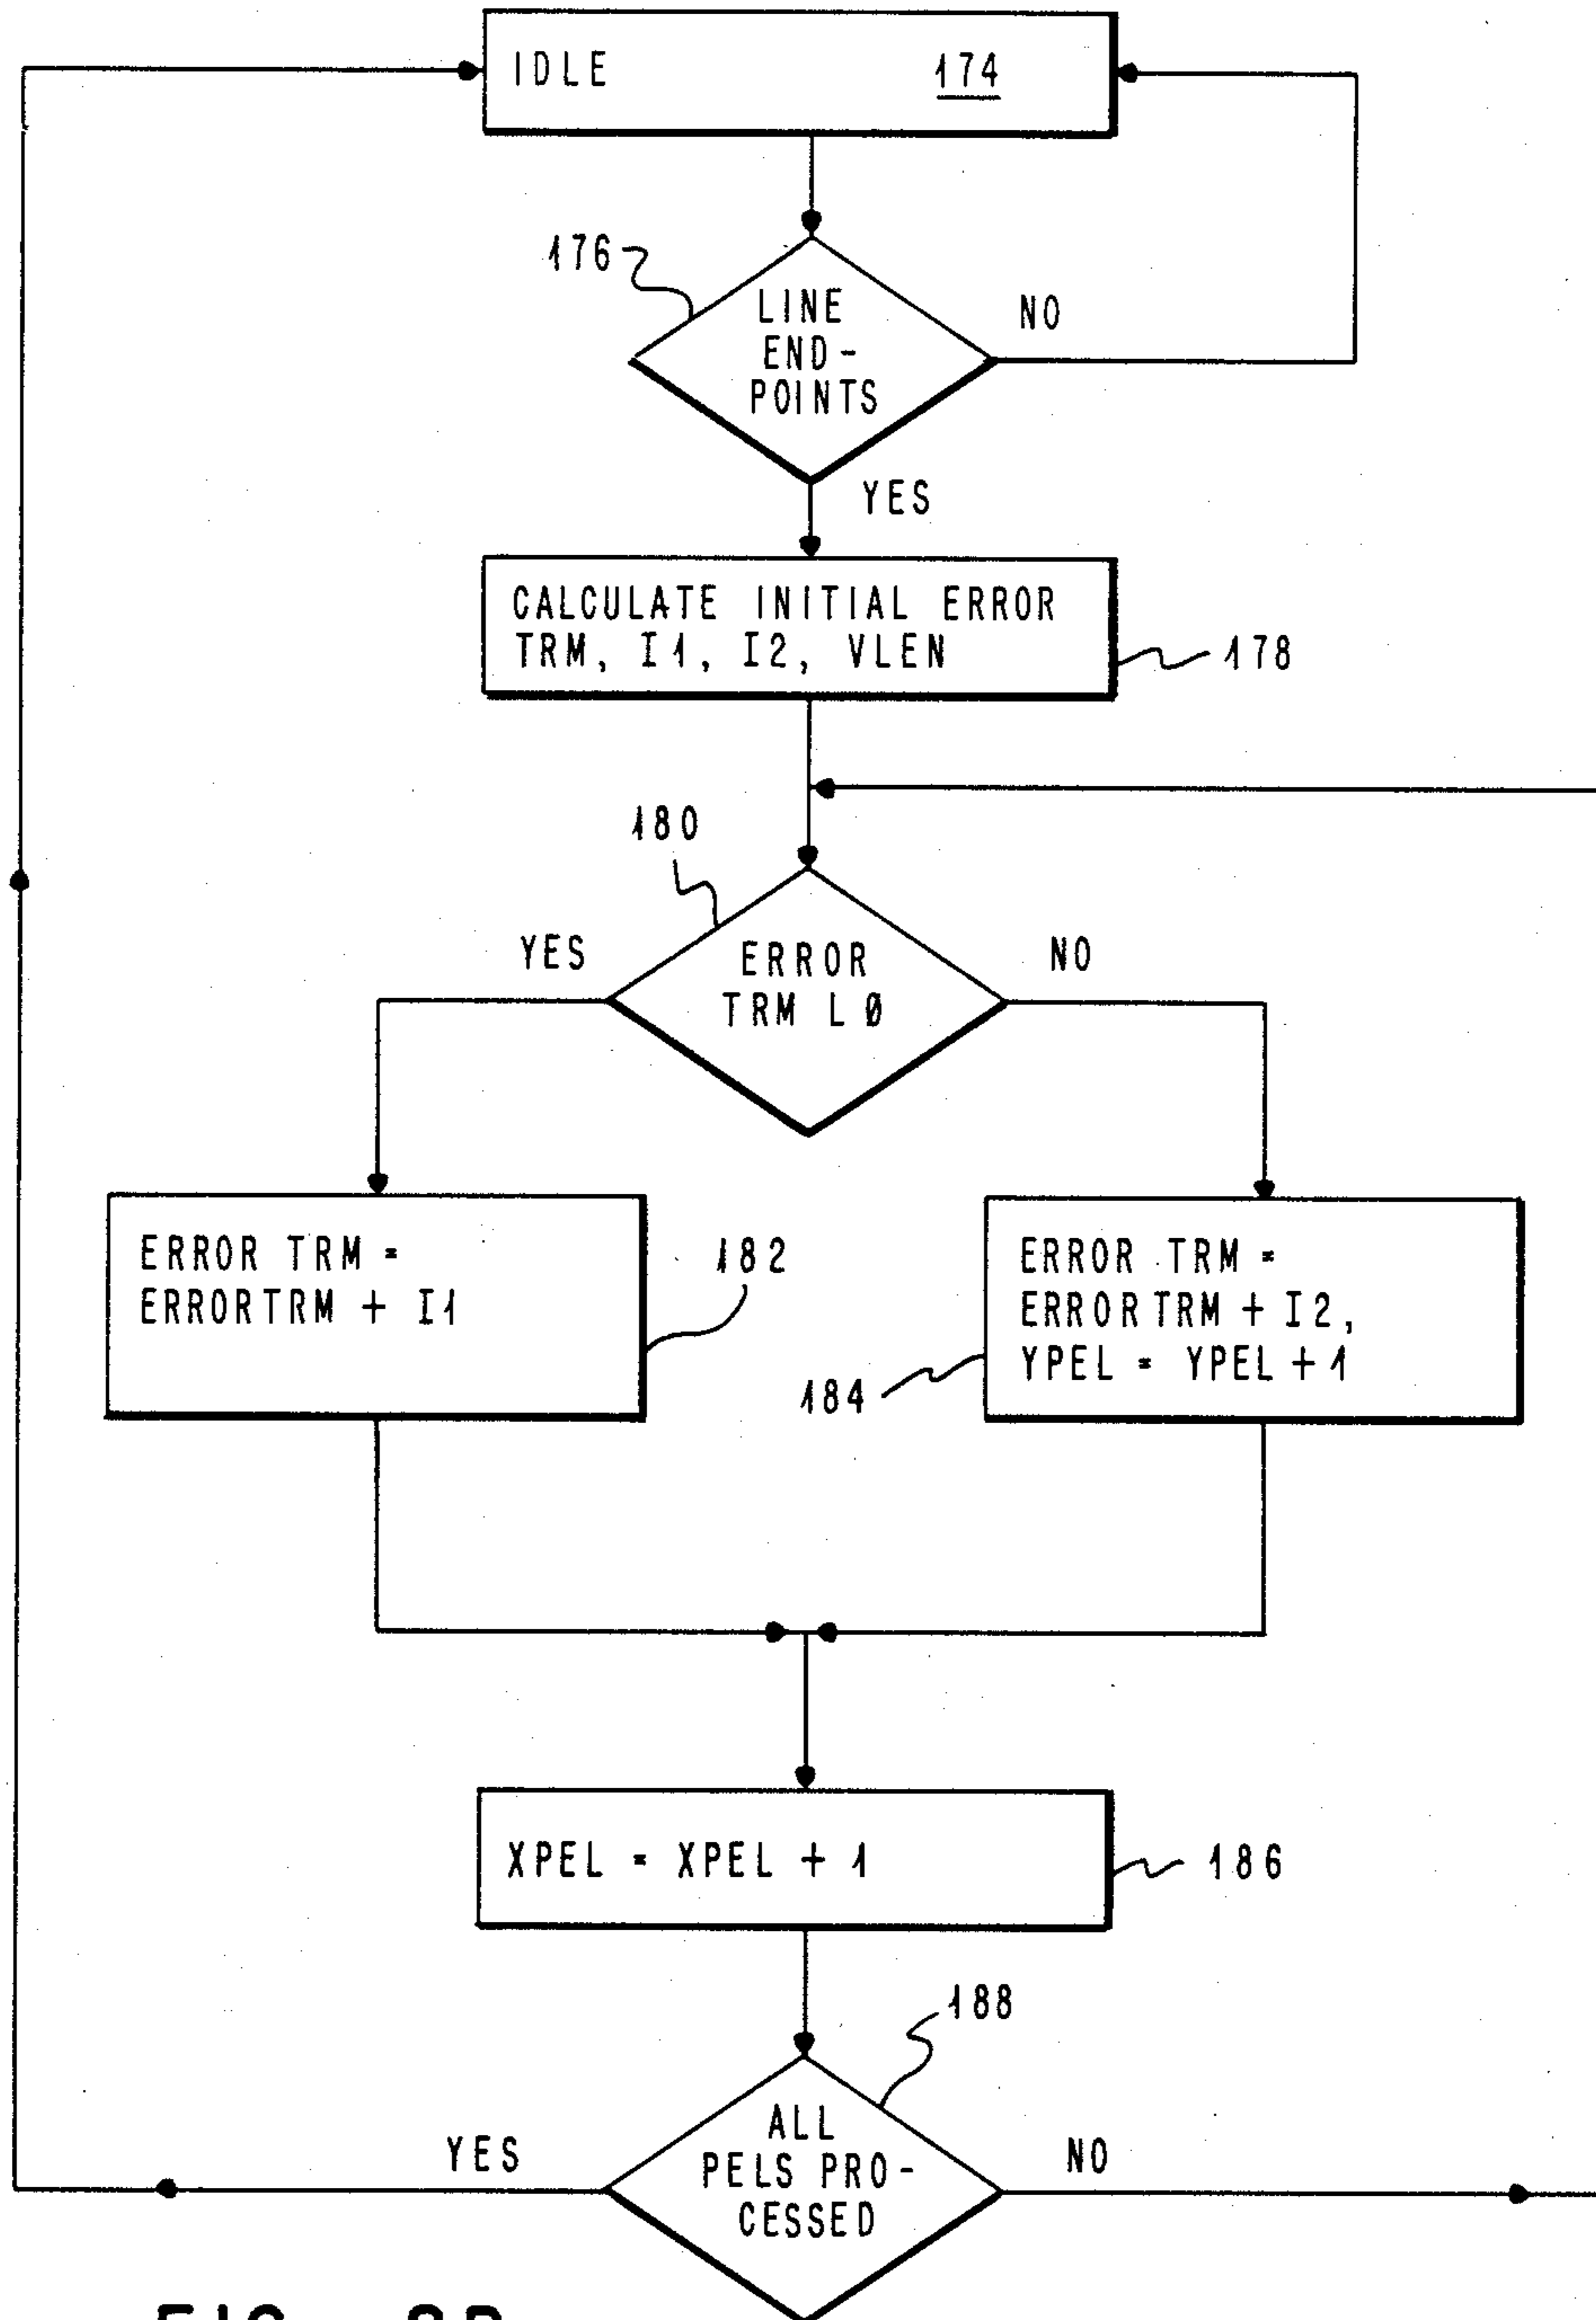 IDLE 174
176
LINE
END-
POINTS
NO
YES
CALCULATE INITIAL ERROR
TRM, I1, I2, VLEN
178
180
YES
ERROR
TRM L Ø
NO
ERROR TRM =
ERRORTRM + I1
182
ERROR TRM =
ERRORTRM + I2,
YPEL = YPEL + 1
184
XPEL = XPEL + 1
186
188
YES
ALL
PELS PRO-
CESSED
NO